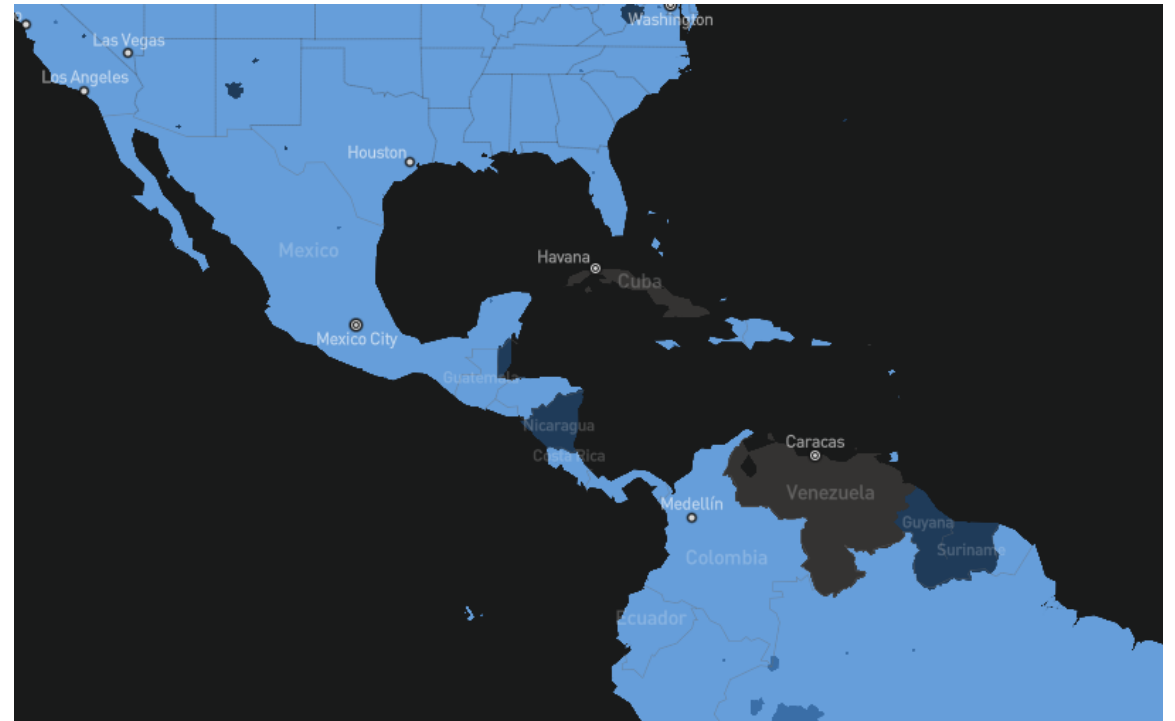 Washington
Las Vegas
Los Angeles
Houston
Mexico
Havana
Cuba
Mexico City
Guatemala
Nicaragua
Costa Rica
Caracas
Venezuela
Medellín
Guyana
Suriname
Colombia
Ecuador